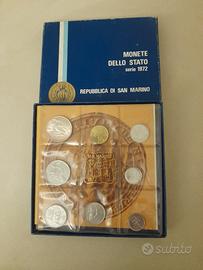 MONETE
DELLO STATO
serie 1972
REPUBBLICA DI SAN MARINO
subito